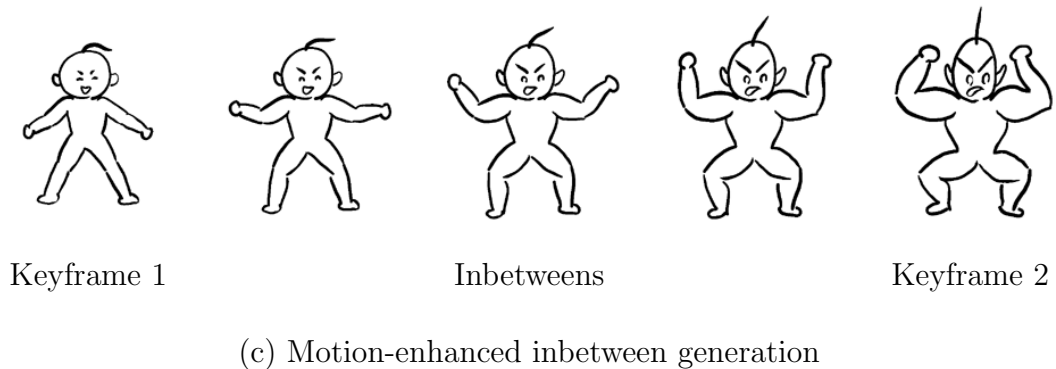 Keyframe 1
Inbetweens
Keyframe 2
(c) Motion-enhanced inbetween generation